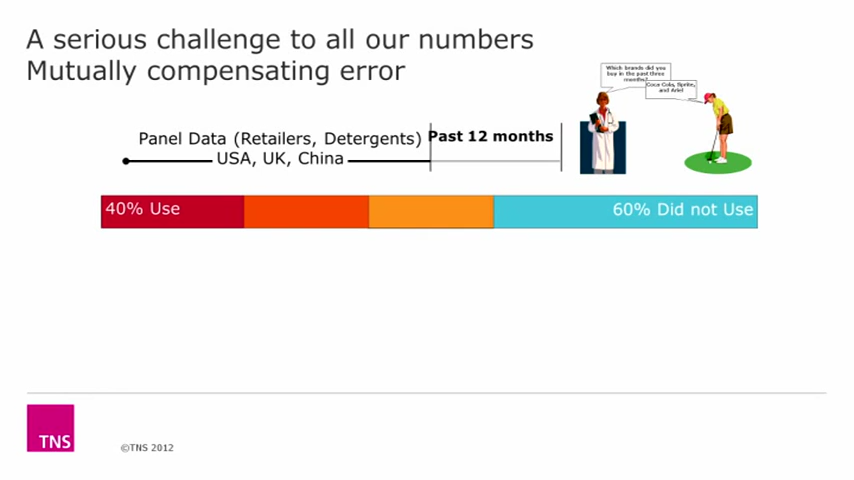 A serious challenge to all our numbers
Mutually compensating error
Which brands did you
buy in the past three
months?
Coca Cola, Sprite,
and Ariel
Panel Data (Retailers, Detergents)
Past 12 months
USA, UK, China
40% Use
60% Did not Use
TNS
©TNS 2012